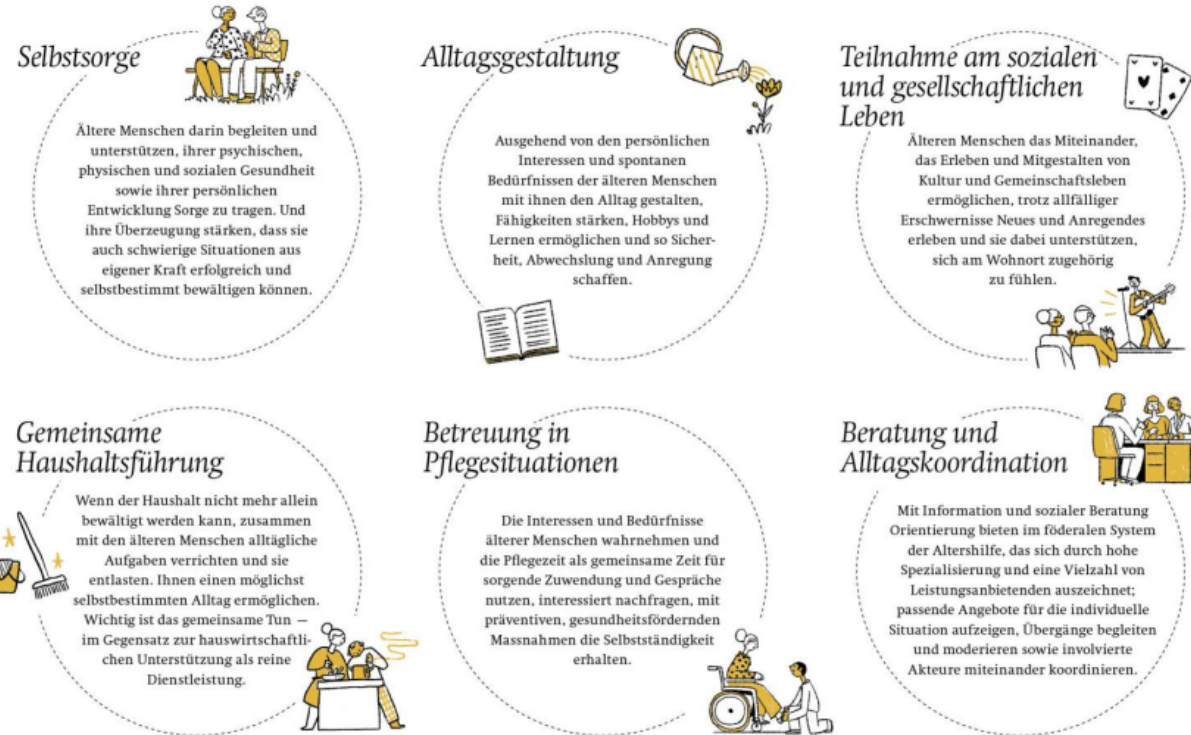 Selbstsorge
Ältere Menschen darin begleiten und
unterstützen, ihrer psychischen,
physischen und sozialen Gesundheit
sowie ihrer persönlichen
Entwicklung Sorge zu tragen. Und
ihre Überzeugung stärken, dass sie
auch schwierige Situationen aus
eigener Kraft erfolgreich und
selbstbestimmt bewältigen können.
Alltagsgestaltung
Ausgehend von den persönlichen
Interessen und spontanen
Bedürfnissen der älteren Menschen
mit ihnen den Alltag gestalten,
Fähigkeiten stärken, Hobbys und
Lernen ermöglichen und so Sicher-
heit, Abwechslung und Anregung
schaffen.
Teilnahme am sozialen
und gesellschaftlichen
Leben
Älteren Menschen das Miteinander,
das Erleben und Mitgestalten von
Kultur und Gemeinschaftsleben
ermöglichen, trotz allfälliger
Erschwernisse Neues und Anregendes
erleben und sie dabei unterstützen,
sich am Wohnort zugehörig
zu fühlen.
Gemeinsame
Haushaltsführung
Wenn der Haushalt nicht mehr allein
bewältigt werden kann, zusammen
mit den älteren Menschen alltägliche
Aufgaben verrichten und sie
entlasten. Ihnen einen möglichst
selbstbestimmten Alltag ermöglichen.
Wichtig ist das gemeinsame Tun —
im Gegensatz zur hauswirtschaftli-
chen Unterstützung als reine
Dienstleistung.
Betreuung in
Pflegesituationen
Die Interessen und Bedürfnisse
älterer Menschen wahrnehmen und
die Pflegezeit als gemeinsame Zeit für
sorgende Zuwendung und Gespräche
nutzen, interessiert nachfragen, mit
präventiven, gesundheitsfördernden
Massnahmen die Selbstständigkeit
erhalten.
Beratung und
Alltagskoordination
Mit Information und sozialer Beratung
Orientierung bieten im föderalen System
der Altershilfe, das sich durch hohe
Spezialisierung und eine Vielzahl von
Leistungsanbietenden auszeichnet;
passende Angebote für die individuelle
Situation aufzeigen, Übergänge begleiten
und moderieren sowie involvierte
Akteure miteinander koordinieren.